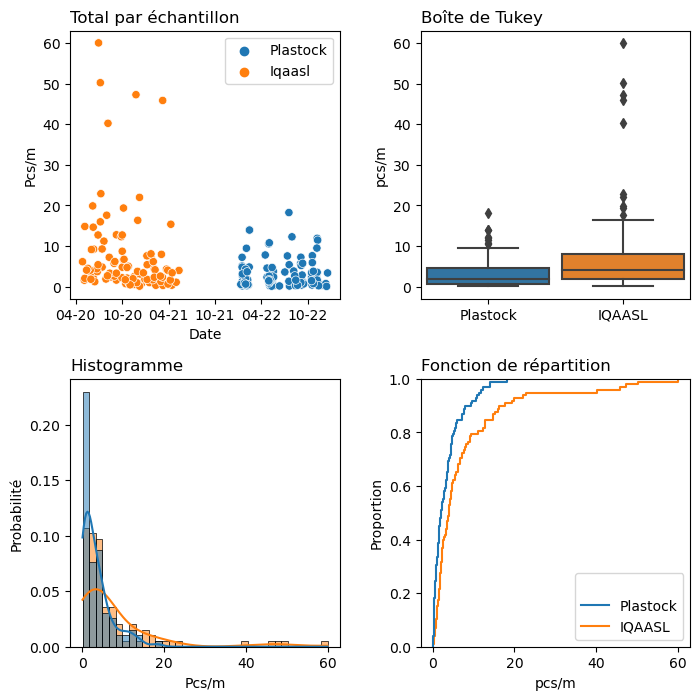 Total par échantillon
Pcs/m
60
50
40
30
20
10
0
04-20 10-20 04-21 10-21 04-22 10-22
Date
Plastock
Iqaasl
Boîte de Tukey
pcs/m
60
50
40
30
20
10
0
Plastock IQAASL
Histogramme
Probabilité
0.20
0.15
0.10
0.05
0.00
0 20 40 60
Pcs/m
Fonction de répartition
Proportion
1.0
0.8
0.6
0.4
0.2
0.0
0 20 40 60
pcs/m
Plastock
IQAASL